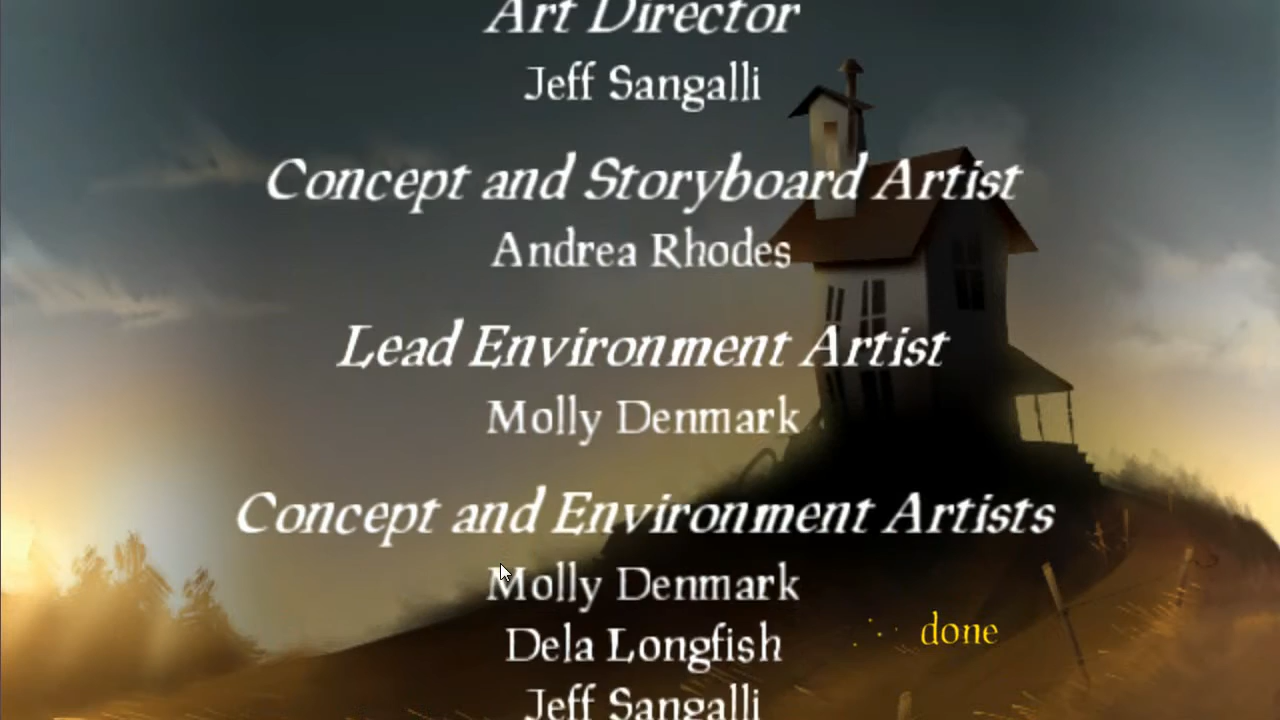 Art Director
Jeff Sangalli
Concept and Storyboard Artist
Andrea Rhodes
Lead Environment Artist
Molly Denmark
Concept and Environment Artists
Molly Denmark
done
Dela Longfish
Jeff Sangalli